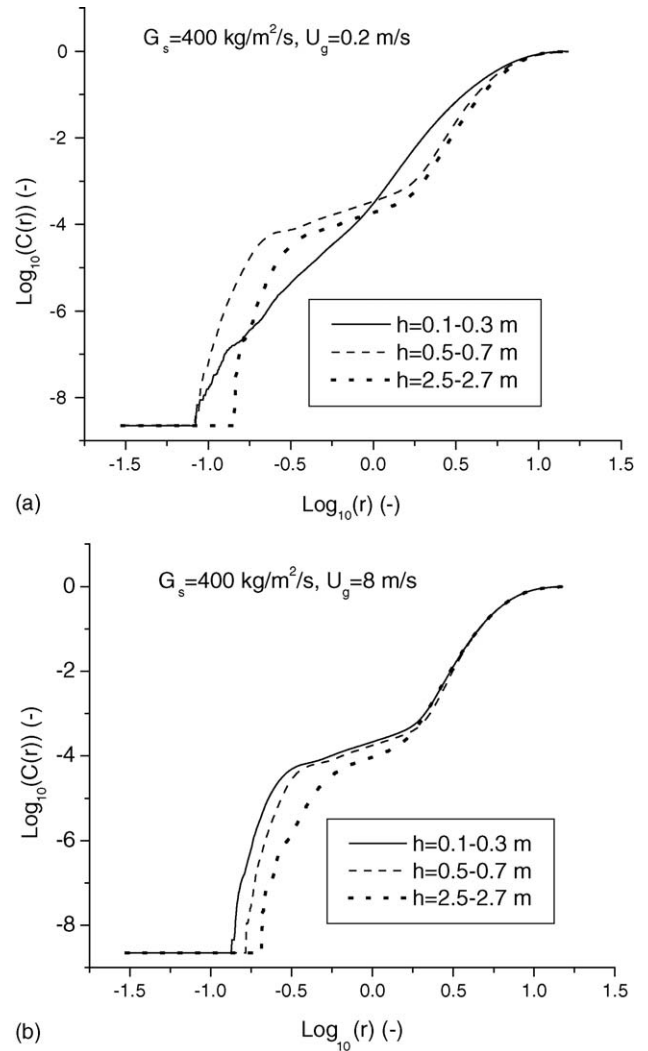 G_s=400 kg/m²/s, U_g=0.2 m/s
0
-2
-4
-6
-8
Log₁₀(C(r)) (-)
h=0.1-0.3 m
h=0.5-0.7 m
h=2.5-2.7 m
-1.5 -1.0 -0.5 0.0 0.5 1.0 1.5
(a) Log₁₀(r) (-)
G_s=400 kg/m²/s, U_g=8 m/s
0
-2
-4
-6
-8
Log₁₀(C(r)) (-)
h=0.1-0.3 m
h=0.5-0.7 m
h=2.5-2.7 m
-1.5 -1.0 -0.5 0.0 0.5 1.0 1.5
(b) Log₁₀(r) (-)